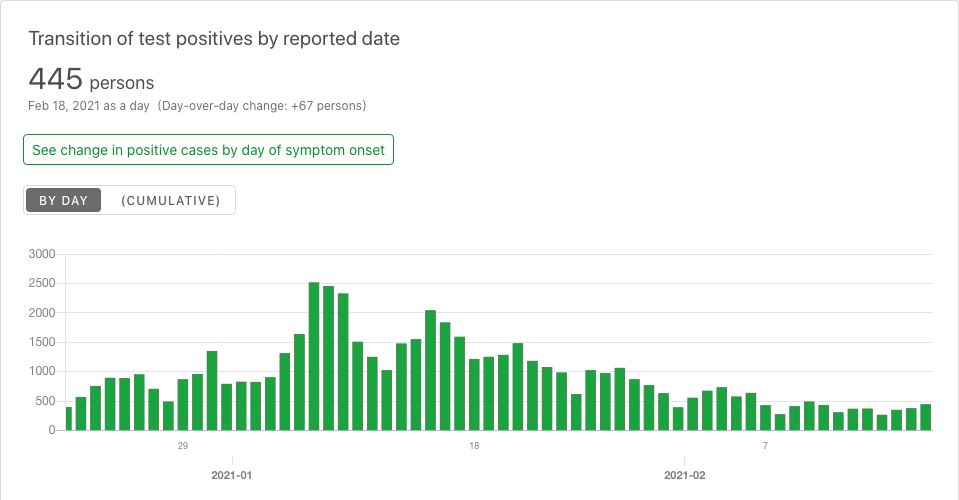 Transition of test positives by reported date
445 persons
Feb 18, 2021 as a day (Day-over-day change: +67 persons)
See change in positive cases by day of symptom onset
BY DAY (CUMULATIVE)
3000
2500
2000
1500
1000
500
0
29 18 7
2021-01 2021-02